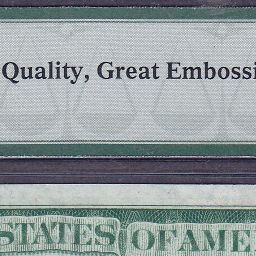 Quality, Great Embossi
STATES OF AME